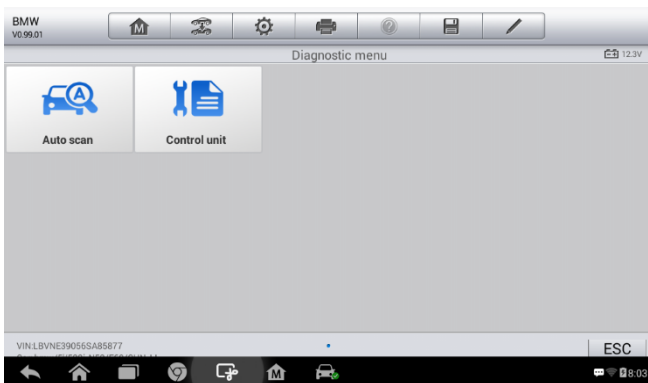 BMW
V0.99.01
M
Diagnostic menu
12.3V
A
Auto scan
Control unit
VIN:LBVNE39056SA85877
ESC
M
8:03